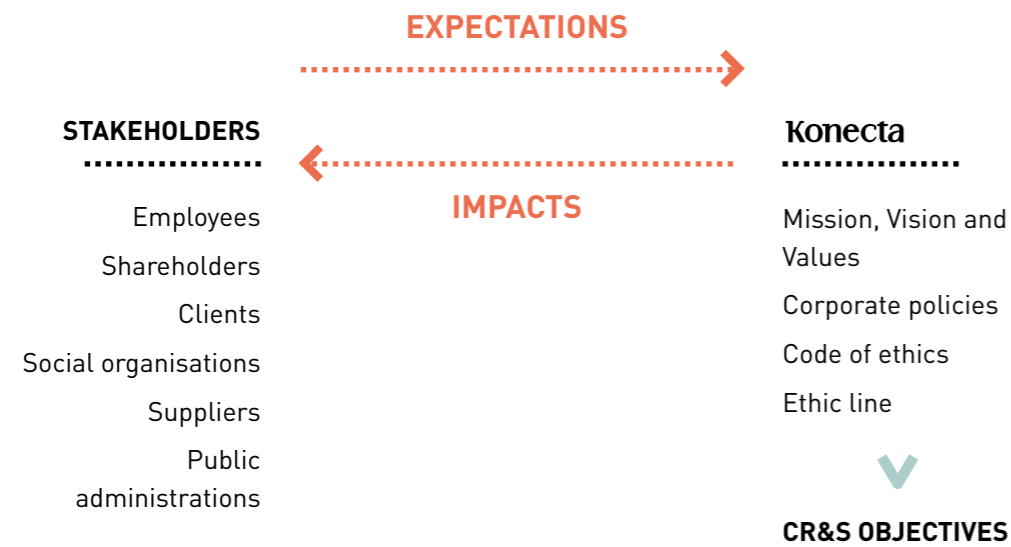 EXPECTATIONS
STAKEHOLDERS
Konecta
IMPACTS
Employees
Shareholders
Clients
Social organisations
Suppliers
Public
administrations
Mission, Vision and
Values
Corporate policies
Code of ethics
Ethic line
CR&S OBJECTIVES